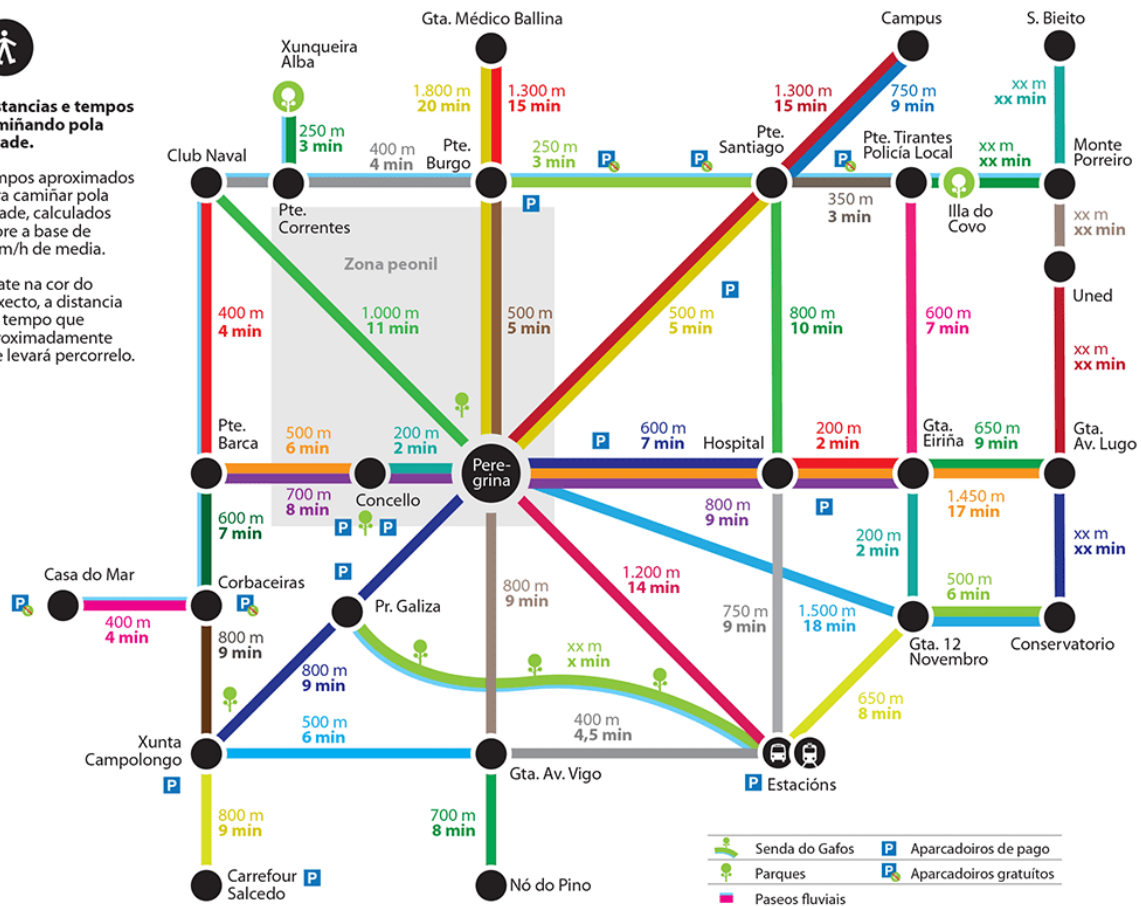 Gta. Médico Ballina
Campus
S. Bieito
Xunqueira
Alba
stancias e tempos
miñando pola
dade.
mpos aproximados
ra camiñar pola
dade, calculados
bre a base de
m/h de media.
ate na cor do
xecto, a distancia
tempo que
roximadamente
e levará percorrelo.
1.800 m
20 min
1.300 m
15 min
1.300 m
15 min
750 m
9 min
xx m
xx min
250 m
3 min
400 m
4 min
Pte.
Burgo
250 m
3 min
P
P
Pte.
Santiago
P
Pte. Tirantes
Policía Local
xx m
xx min
Monte
Porreiro
Club Naval
Pte.
Correntes
P
350 m
3 min
Illa do
Covo
xx m
xx min
Zona peonil
P
Uned
400 m
4 min
1.000 m
11 min
500 m
5 min
500 m
5 min
800 m
10 min
600 m
7 min
xx m
xx min
Pte.
Barca
500 m
6 min
200 m
2 min
Pere-
grina
P
600 m
7 min
Hospital
200 m
2 min
Gta.
Eiriña
650 m
9 min
Gta.
Av. Lugo
700 m
8 min
Concello
P
P
800 m
9 min
P
1.450 m
17 min
600 m
7 min
200 m
2 min
xx m
xx min
Casa do Mar
P
400 m
4 min
Corbaceiras
P
P
Pr. Galiza
800 m
9 min
1.200 m
14 min
750 m
9 min
1.500 m
18 min
500 m
6 min
Gta. 12
Novembro
Conservatorio
800 m
9 min
800 m
9 min
xx m
x min
650 m
8 min
500 m
6 min
400 m
4,5 min
Xunta
Campolongo
P
Gta. Av. Vigo
P
Estacións
800 m
9 min
700 m
8 min
Carrefour
Salcedo
P
Nó do Pino
Senda do Gafos
P
Aparcadoiros de pago
Parques
P
Aparcadoiros gratuítos
Paseos fluviais